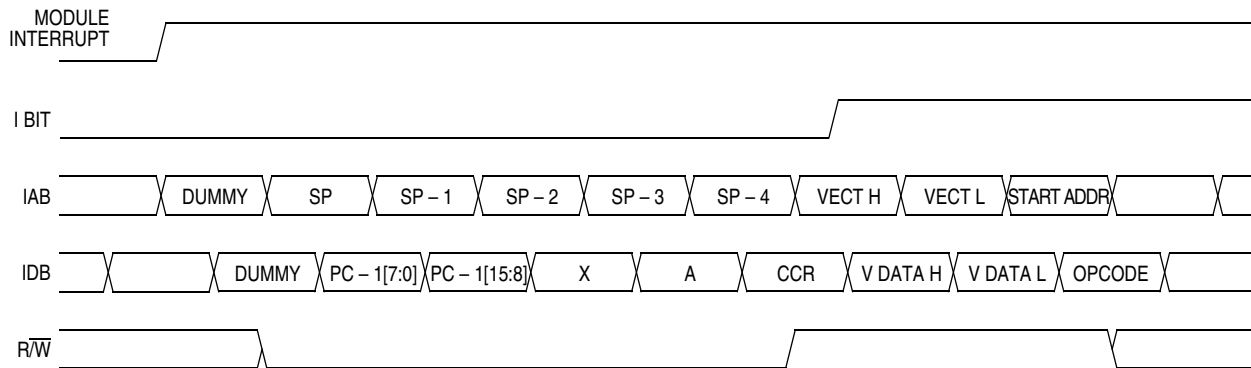 MODULE
INTERRUPT
I BIT
IAB DUMMY SP SP – 1 SP – 2 SP – 3 SP – 4 VECT H VECT L START ADDR
IDB DUMMY PC – 1[7:0] PC – 1[15:8] X A CCR V DATA H V DATA L OPCODE
R/W̅